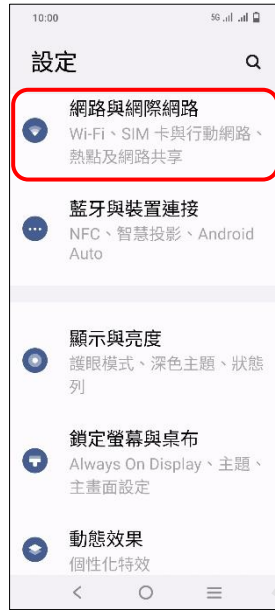 10:00
5G
設定
網路與網際網路
Wi-Fi、SIM 卡與行動網路、
熱點及網路共享
藍牙與裝置連接
NFC、智慧投影、Android
Auto
顯示與亮度
護眼模式、深色主題、狀態
列
鎖定螢幕與桌布
Always On Display、主題、
主畫面設定
動態效果
個性化特效